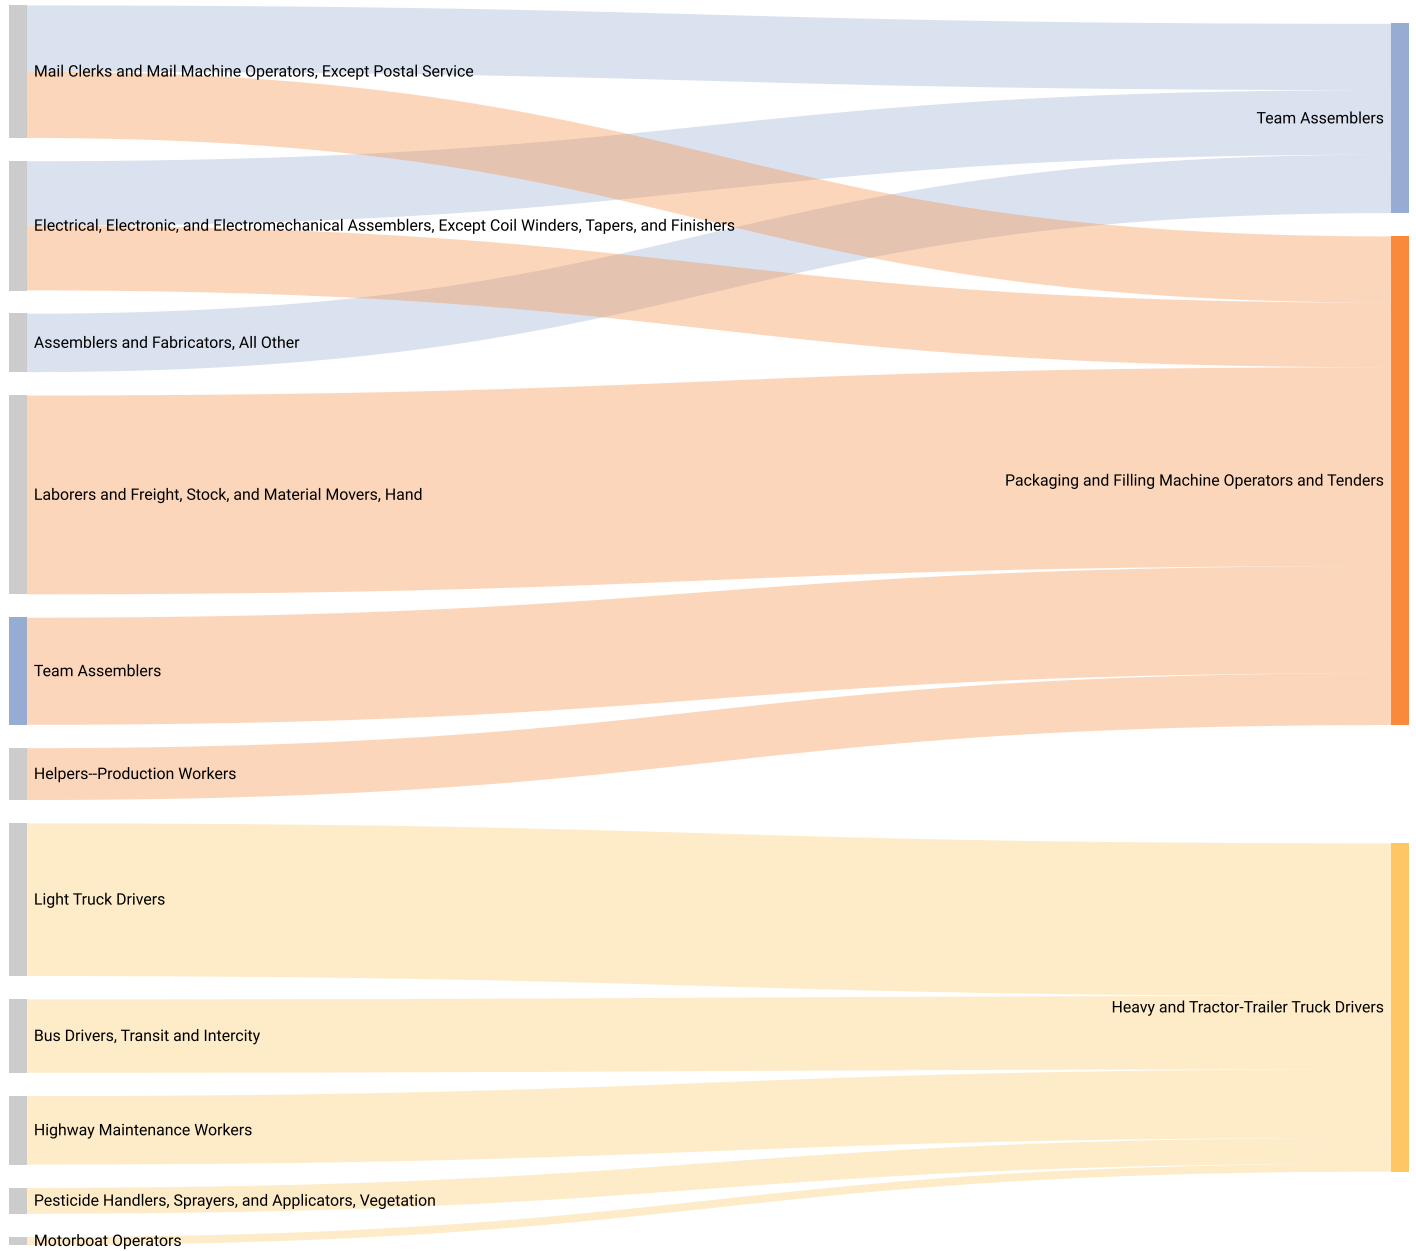 Mail Clerks and Mail Machine Operators, Except Postal Service
Team Assemblers
Electrical, Electronic, and Electromechanical Assemblers, Except Coil Winders, Tapers, and Finishers
Assemblers and Fabricators, All Other
Packaging and Filling Machine Operators and Tenders
Laborers and Freight, Stock, and Material Movers, Hand
Team Assemblers
Helpers--Production Workers
Light Truck Drivers
Heavy and Tractor-Trailer Truck Drivers
Bus Drivers, Transit and Intercity
Highway Maintenance Workers
Pesticide Handlers, Sprayers, and Applicators, Vegetation
Motorboat Operators